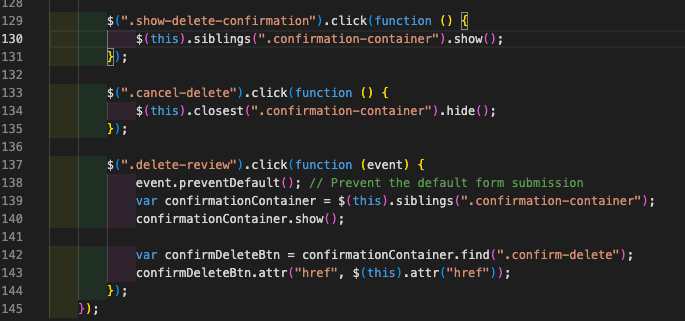 128
129 $(".show-delete-confirmation").click(function () {
130 $(this).siblings(".confirmation-container").show();
131 });
132
133 $(".cancel-delete").click(function () {
134 $(this).closest(".confirmation-container").hide();
135 });
136
137 $(".delete-review").click(function (event) {
138 event.preventDefault(); // Prevent the default form submission
139 var confirmationContainer = $(this).siblings(".confirmation-container");
140 confirmationContainer.show();
141
142 var confirmDeleteBtn = confirmationContainer.find(".confirm-delete");
143 confirmDeleteBtn.attr("href", $(this).attr("href"));
144 });
145 });